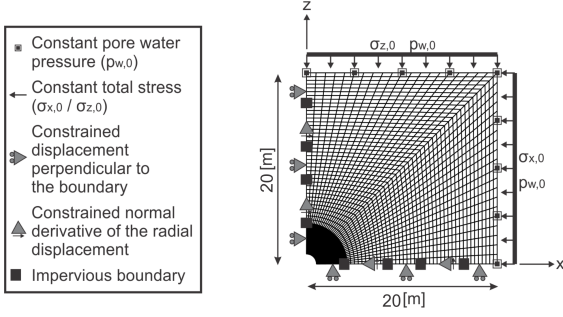 Constant pore water
pressure (pw,0)
Constant total stress
(σx,0 / σz,0)
Constrained
displacement
perpendicular to
the boundary
Constrained normal
derivative of the radial
displacement
Impervious boundary
z
σz,0 pw,0
20 [m]
σx,0
pw,0
x
20 [m]